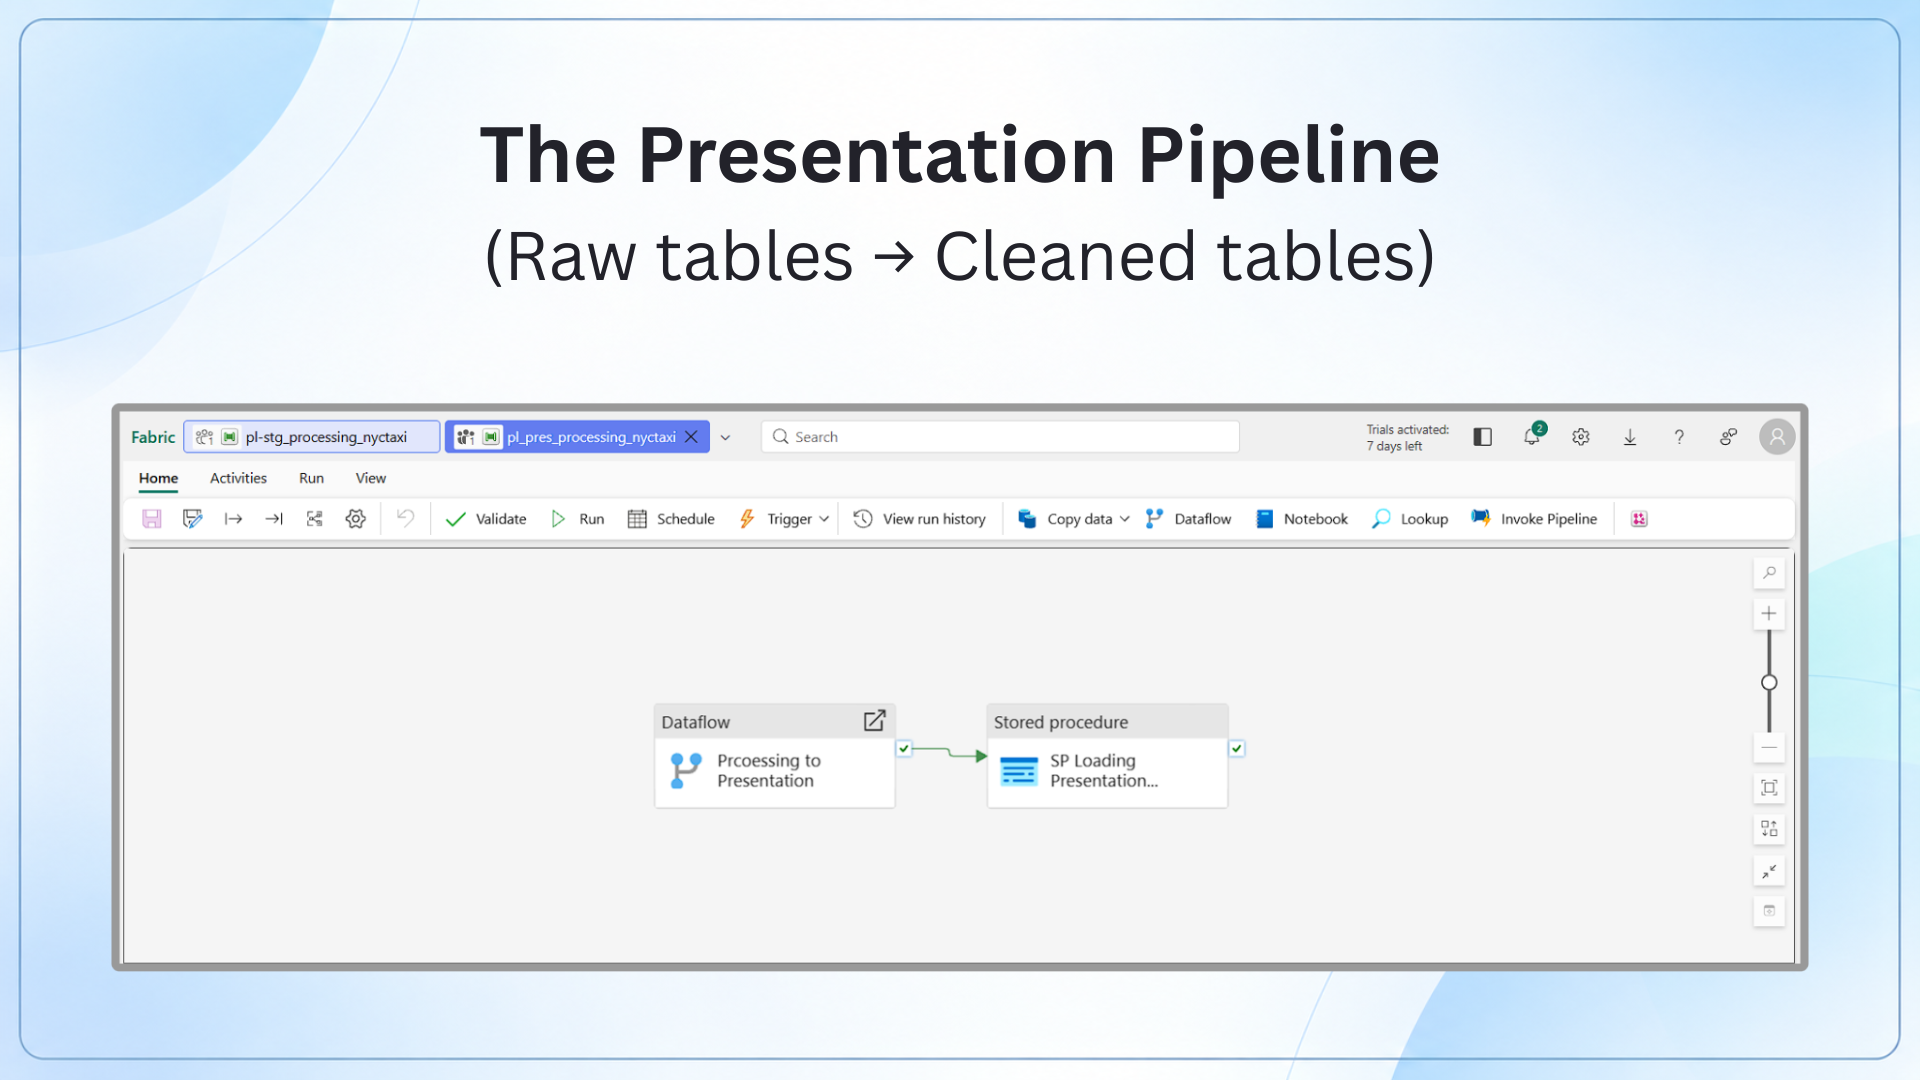 The Presentation Pipeline
(Raw tables → Cleaned tables)
Fabric
pl-stg_processing_nyctaxi
pl_pres_processing_nyctaxi
Search
Trials activated:
7 days left
2
Home Activities Run View
Validate Run Schedule Trigger View run history Copy data Dataflow Notebook Lookup Invoke Pipeline
Dataflow
Prcoessing to
Presentation
Stored procedure
SP Loading
Presentation...